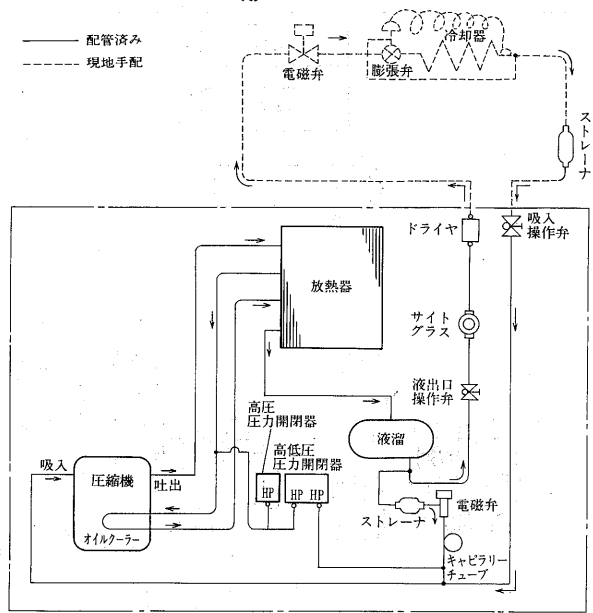 配管済み
現地手配
電磁弁
膨張弁
冷却器
ストレーナ
ドライヤ
吸入
操作弁
放熱器
サイト
グラス
液出口
操作弁
高圧
圧力開閉器
高低圧
圧力開閉器
液溜
吸入
圧縮機
吐出
オイルクーラー
HP
HP HP
ストレーナ
電磁弁
キャピラリー
チューブ